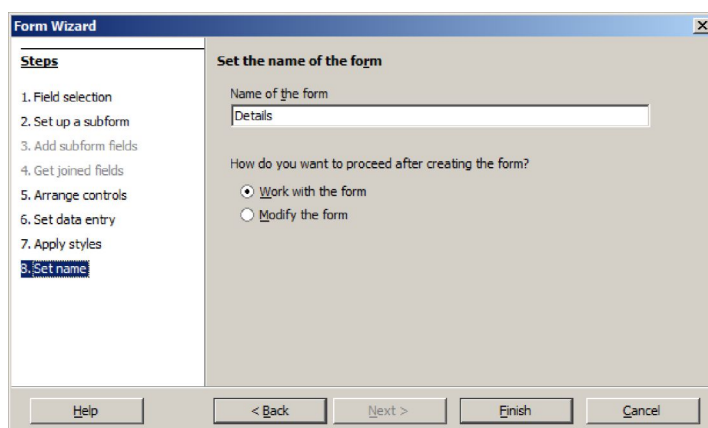 Form Wizard
Steps
1. Field selection
2. Set up a subform
3. Add subform fields
4. Get joined fields
5. Arrange controls
6. Set data entry
7. Apply styles
8. Set name
Set the name of the form
Name of the form
Details
How do you want to proceed after creating the form?
Work with the form
Modify the form
Help
< Back
Next >
Finish
Cancel